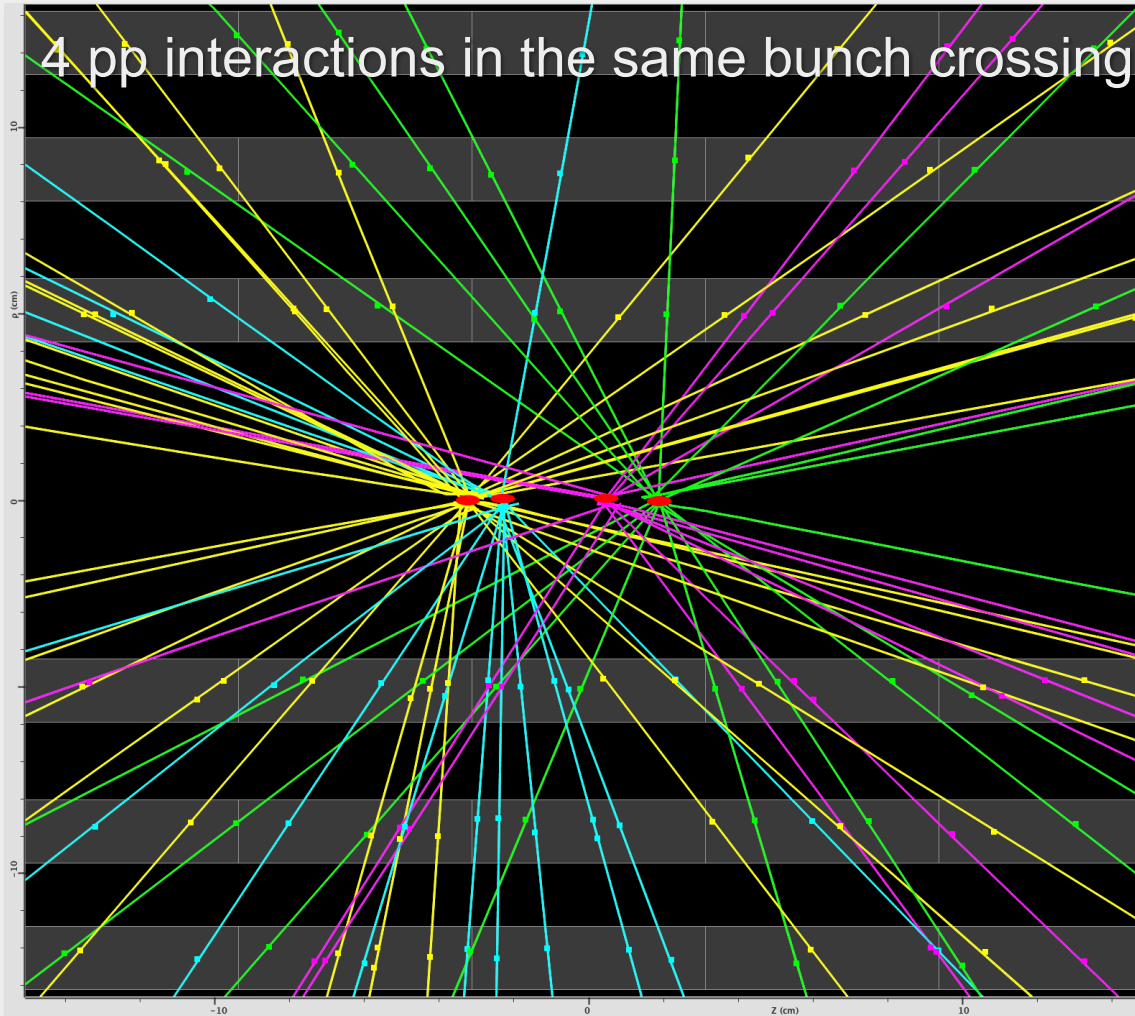 4 pp interactions in the same bunch crossing
10
ρ (cm)
0
-10
-10
0
Z (cm)
10